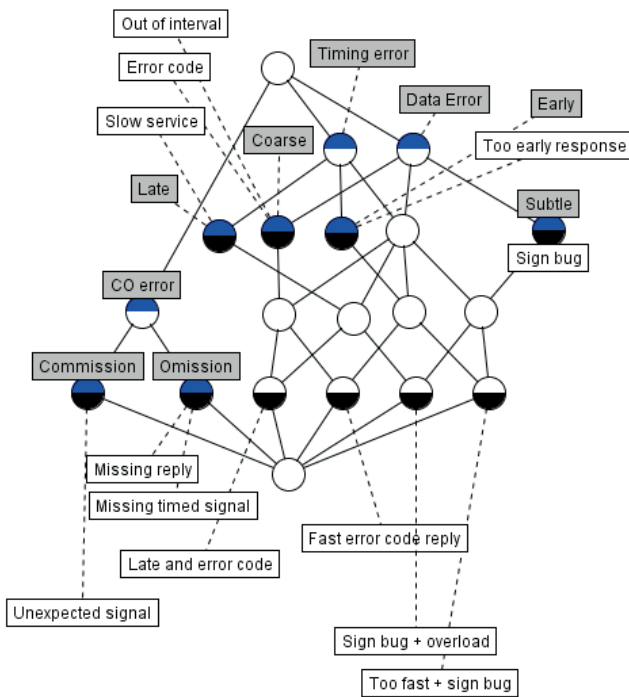 Out of interval
Timing error
Error code
Data Error
Early
Slow service
Coarse
Too early response
Late
Subtle
Sign bug
CO error
Commission
Omission
Missing reply
Missing timed signal
Fast error code reply
Late and error code
Unexpected signal
Sign bug + overload
Too fast + sign bug